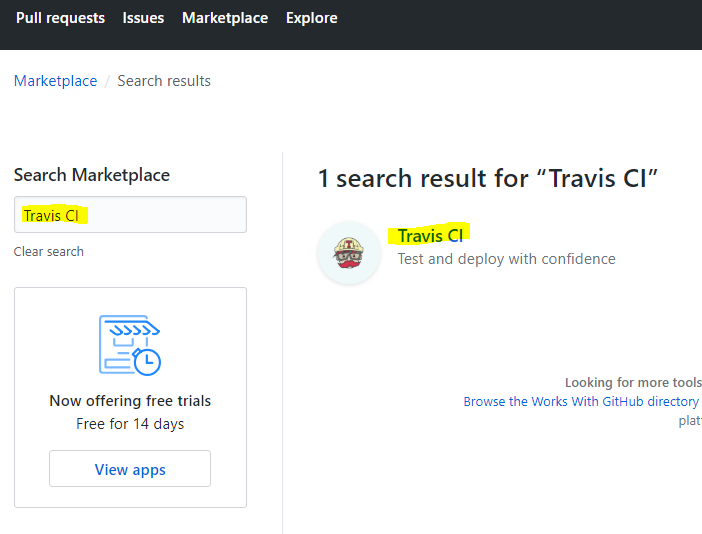 Pull requests Issues Marketplace Explore
Marketplace / Search results
Search Marketplace
Travis CI
Clear search
Now offering free trials
Free for 14 days
View apps
1 search result for “Travis CI”
Travis CI
Test and deploy with confidence
Looking for more tools
Browse the Works With GitHub directory
plat